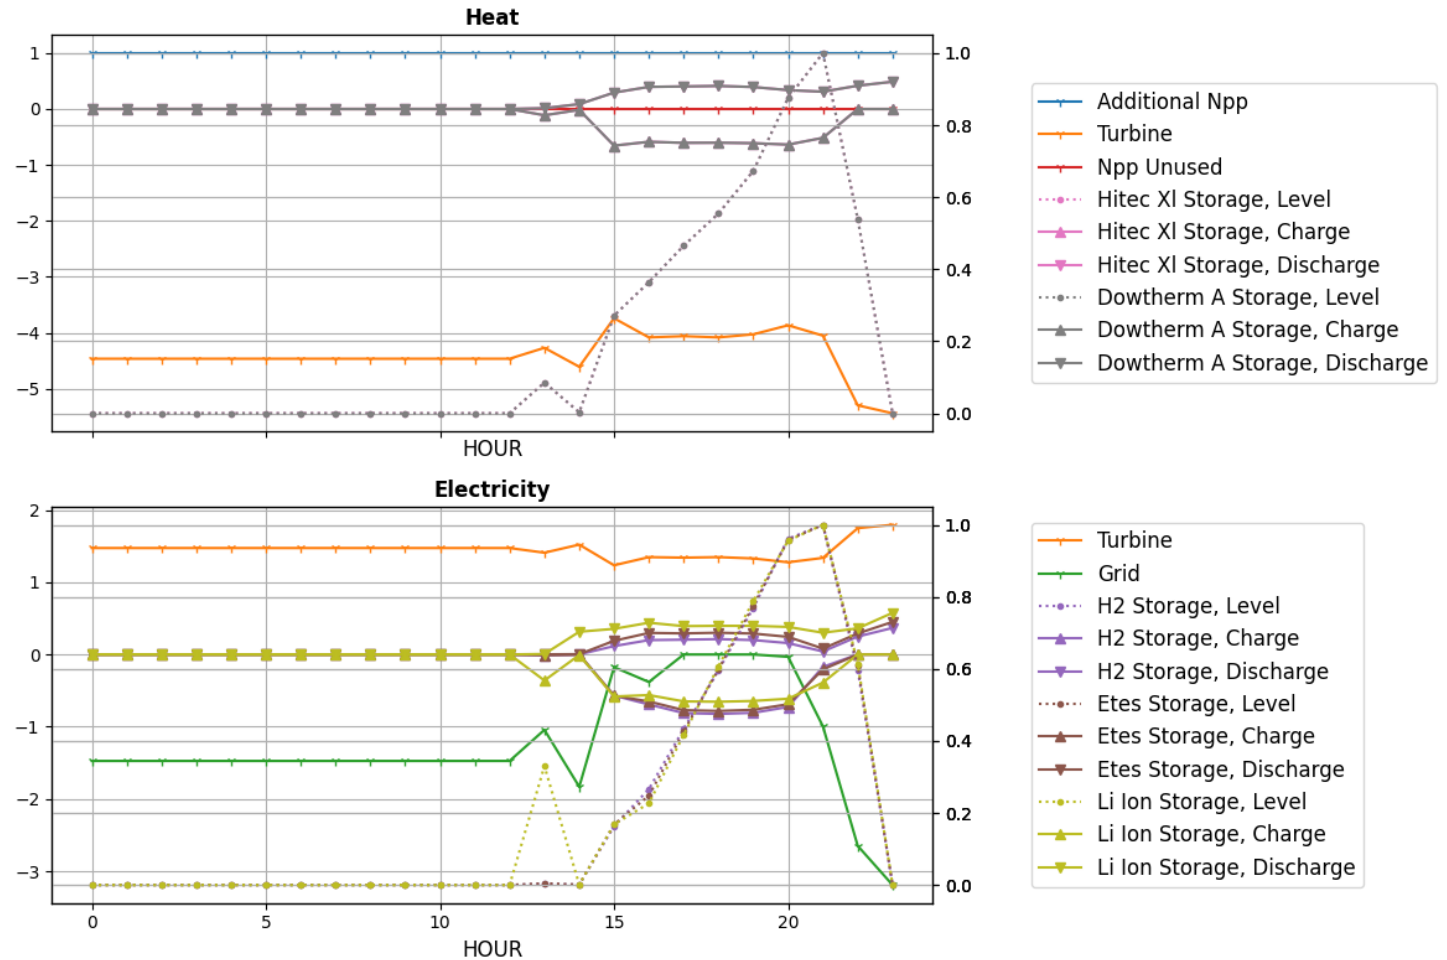 Heat
1
0
−1
−2
−3
−4
−5
1.0
0.8
0.6
0.4
0.2
0.0
HOUR
Additional Npp
Turbine
Npp Unused
Hitec Xl Storage, Level
Hitec Xl Storage, Charge
Hitec Xl Storage, Discharge
Dowtherm A Storage, Level
Dowtherm A Storage, Charge
Dowtherm A Storage, Discharge
Electricity
2
1
0
−1
−2
−3
1.0
0.8
0.6
0.4
0.2
0.0
0 5 10 15 20
HOUR
Turbine
Grid
H2 Storage, Level
H2 Storage, Charge
H2 Storage, Discharge
Etes Storage, Level
Etes Storage, Charge
Etes Storage, Discharge
Li Ion Storage, Level
Li Ion Storage, Charge
Li Ion Storage, Discharge